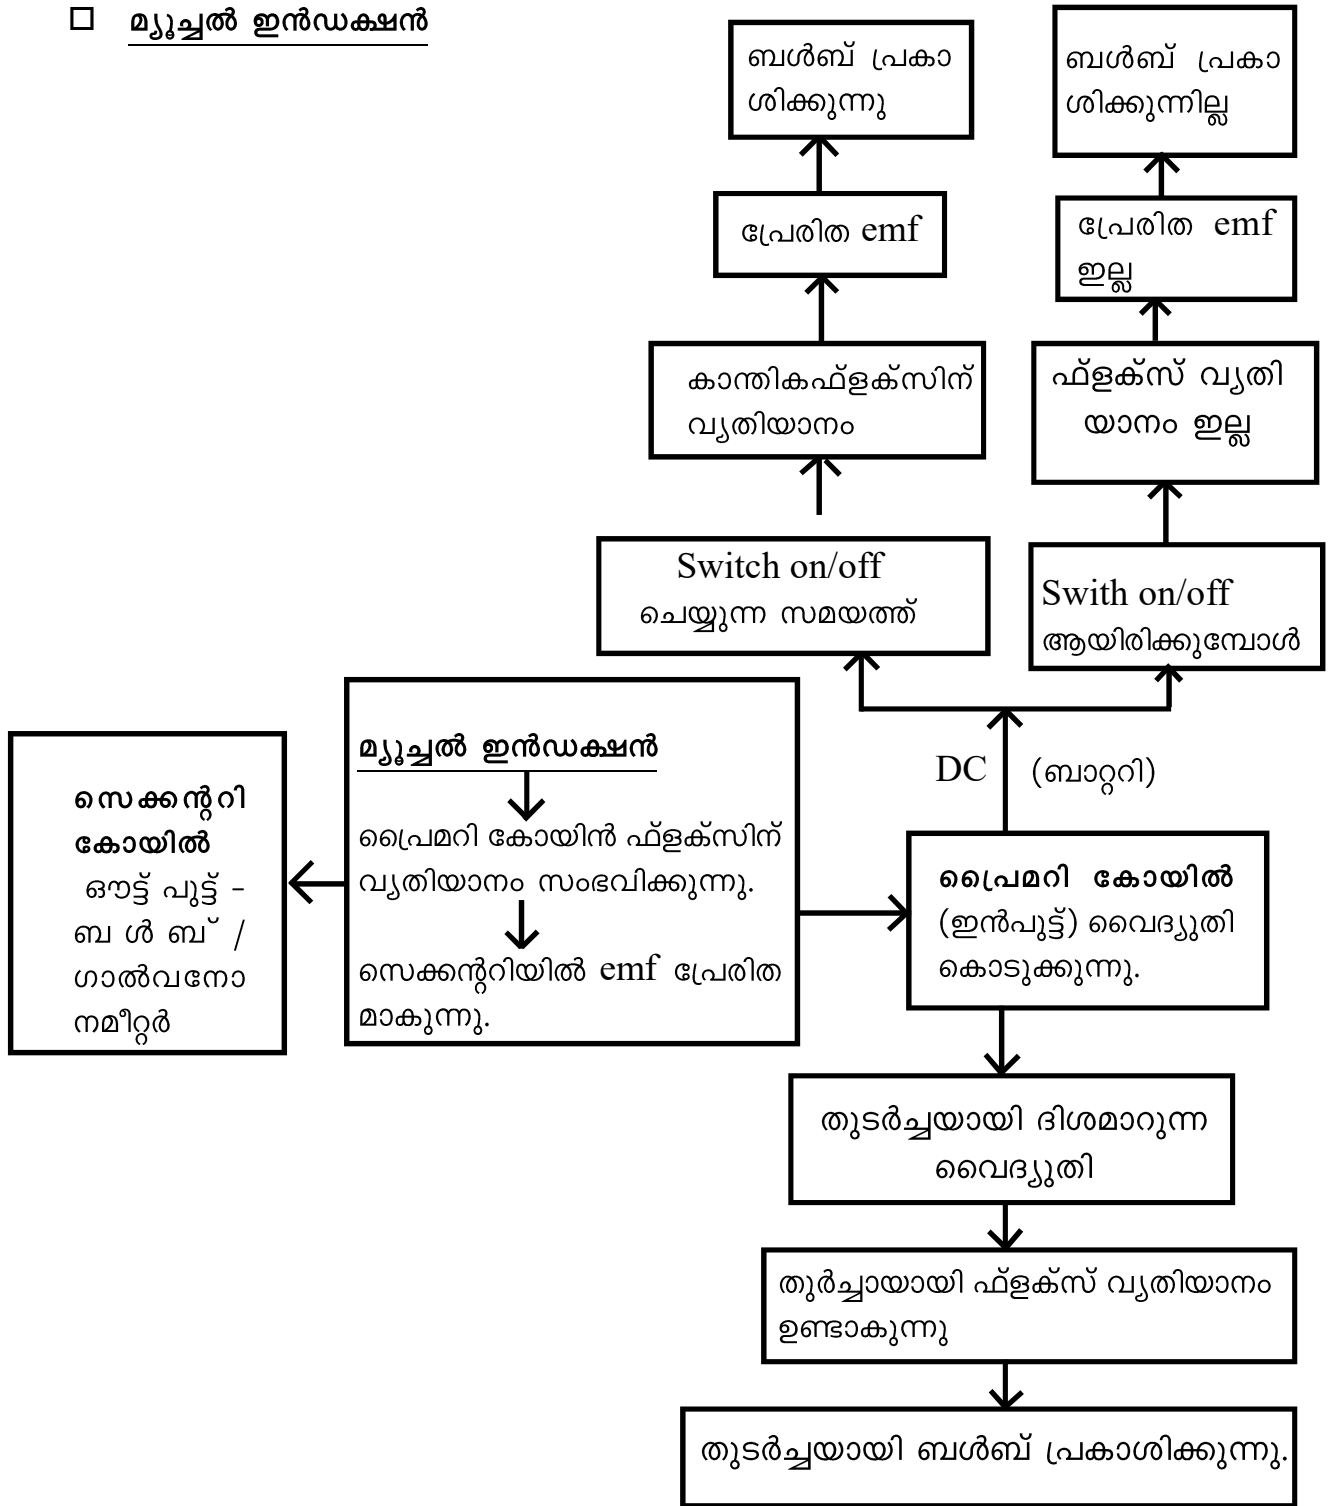 മ്യൂച്ചൽ ഇൻഡക്ഷൻ
ബൾബ് പ്രകാ
ശിക്കുന്നു
ബൾബ് പ്രകാ
ശിക്കുന്നില്ല
പ്രേരിത emf
പ്രേരിത emf
ഇല്ല
കാന്തികഫ്ളക്സിന്
വ്യതിയാനം
ഫ്ളക്സ് വ്യതി
യാനം ഇല്ല
Switch on/off
ചെയ്യുന്ന സമയത്ത്
Swith on/off
ആയിരിക്കുമ്പോൾ
DC (ബാറ്ററി)
മ്യൂച്ചൽ ഇൻഡക്ഷൻ
പ്രൈമറി കോയിൻ ഫ്ളക്സിന്
വ്യതിയാനം സംഭവിക്കുന്നു.
സെക്കന്ററിയിൽ emf പ്രേരിത
മാകുന്നു.
സെക്കന്ററി
കോയിൽ
ഔട്ട് പുട്ട് -
ബ ൾ ബ് /
ഗാൽവനോ
നമീറ്റർ
പ്രൈമറി കോയിൽ
(ഇൻപുട്ട്) വൈദ്യുതി
കൊടുക്കുന്നു.
തുടർച്ചയായി ദിശമാറുന്ന
വൈദ്യുതി
തുർച്ചായായി ഫ്ളക്സ് വ്യതിയാനം
ഉണ്ടാകുന്നു
തുടർച്ചയായി ബൾബ് പ്രകാശിക്കുന്നു.